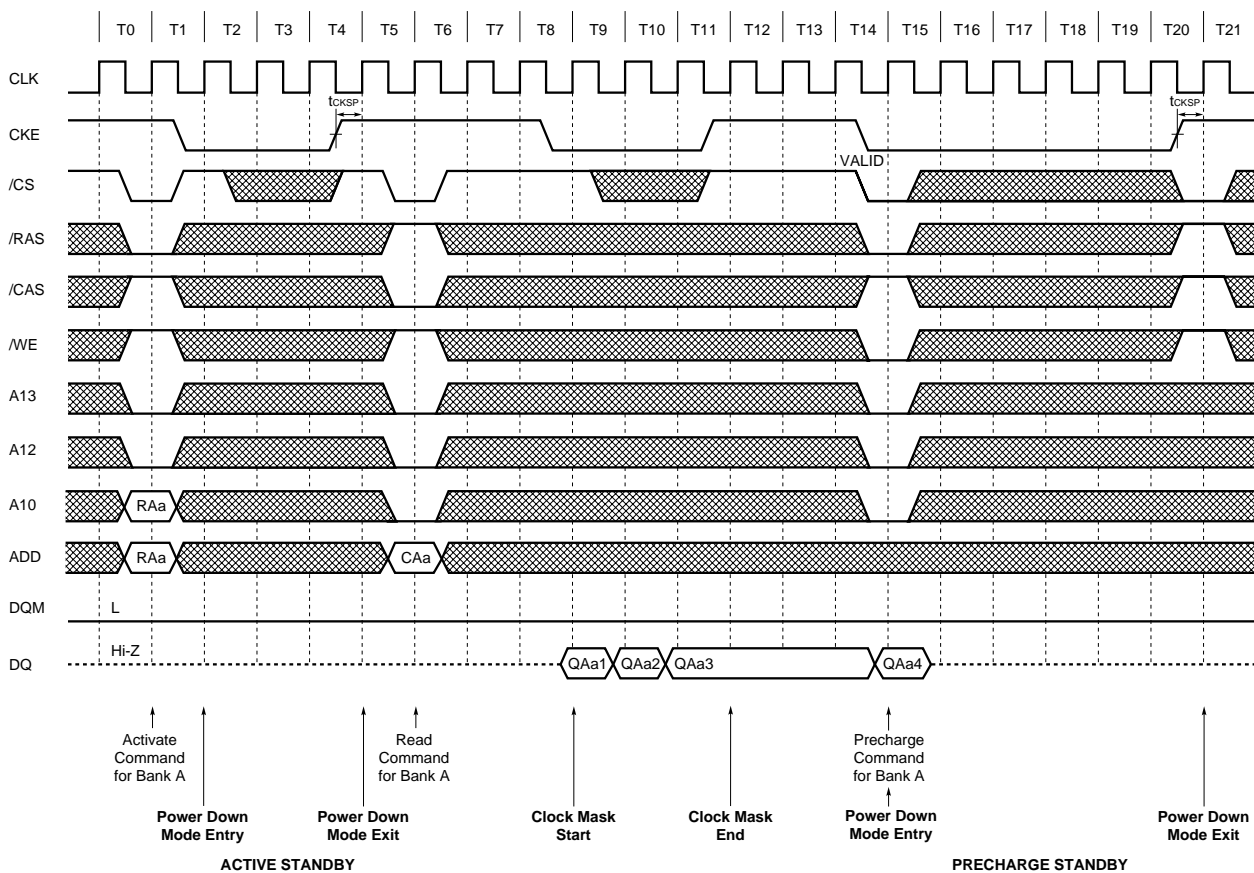 T0 T1 T2 T3 T4 T5 T6 T7 T8 T9 T10 T11 T12 T13 T14 T15 T16 T17 T18 T19 T20 T21
CLK
tCKSP tCKSP
CKE
VALID
/CS
/RAS
/CAS
/WE
A13
A12
A10 RAa
ADD RAa CAa
DQM L
Hi-Z
DQ QAa1 QAa2 QAa3 QAa4
Activate
Command
for Bank A
Read
Command
for Bank A
Precharge
Command
for Bank A
Power Down
Mode Entry
Power Down
Mode Exit
Clock Mask
Start
Clock Mask
End
Power Down
Mode Entry
Power Down
Mode Exit
ACTIVE STANDBY
PRECHARGE STANDBY